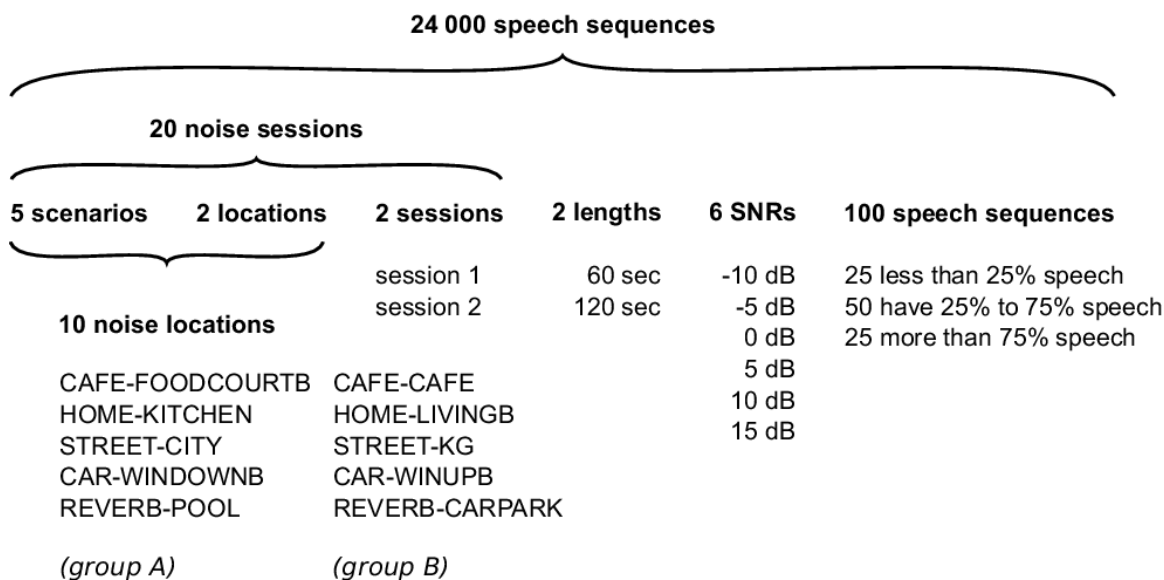 24 000 speech sequences
20 noise sessions
5 scenarios 2 locations 2 sessions 2 lengths 6 SNRs 100 speech sequences
session 1 60 sec -10 dB 25 less than 25% speech
session 2 120 sec -5 dB 50 have 25% to 75% speech
10 noise locations 0 dB 25 more than 75% speech
5 dB
CAFE-FOODCOURTB CAFE-CAFE 10 dB
HOME-KITCHEN HOME-LIVINGB 15 dB
STREET-CITY STREET-KG
CAR-WINDOWNB CAR-WINUPB
REVERB-POOL REVERB-CARPARK
(group A) (group B)